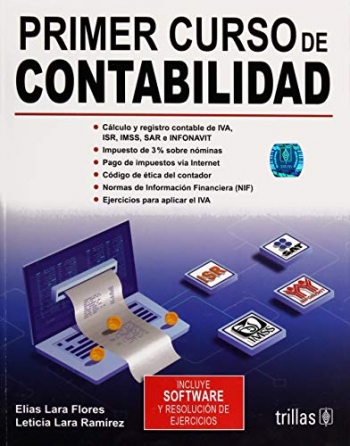 PRIMER CURSO DE
CONTABILIDAD
• Cálculo y registro contable de IVA,
ISR, IMSS, SAR e INFONAVIT
• Impuesto de 3% sobre nóminas
• Pago de impuestos vía Internet
• Código de ética del contador
• Normas de Información Financiera (NIF)
• Ejercicios para aplicar el IVA
SAT
ISR
IMSS
INCLUYE
SOFTWARE
Y RESOLUCIÓN DE
EJERCICIOS
Elías Lara Flores
Leticia Lara Ramírez
trillas